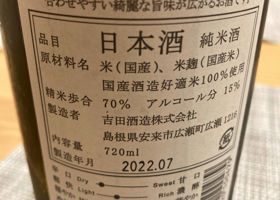 合わせやすい綺麗な旨味が広がるお酒です
品目 日本酒 純米酒
原材料名 米(国産)、米麹(国産米)
国産酒造好適米100%使用
精米歩合 70% アルコール分 15%
製造者 吉田酒造株式会社
島根県安来市広瀬町広瀬 1216
内容量 720ml
製造年月 2022.07
辛口 Dry Sweet 甘口
軽快 Light Rich 濃醇